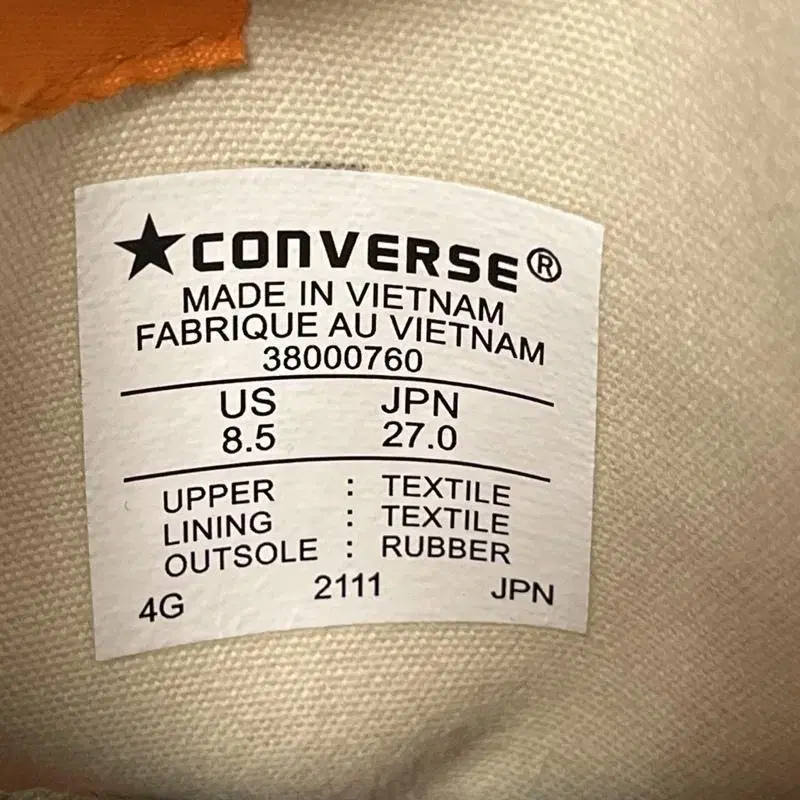 ★CONVERSE®
MADE IN VIETNAM
FABRIQUE AU VIETNAM
38000760
US JPN
8.5 27.0
UPPER : TEXTILE
LINING : TEXTILE
OUTSOLE : RUBBER
4G 2111 JPN